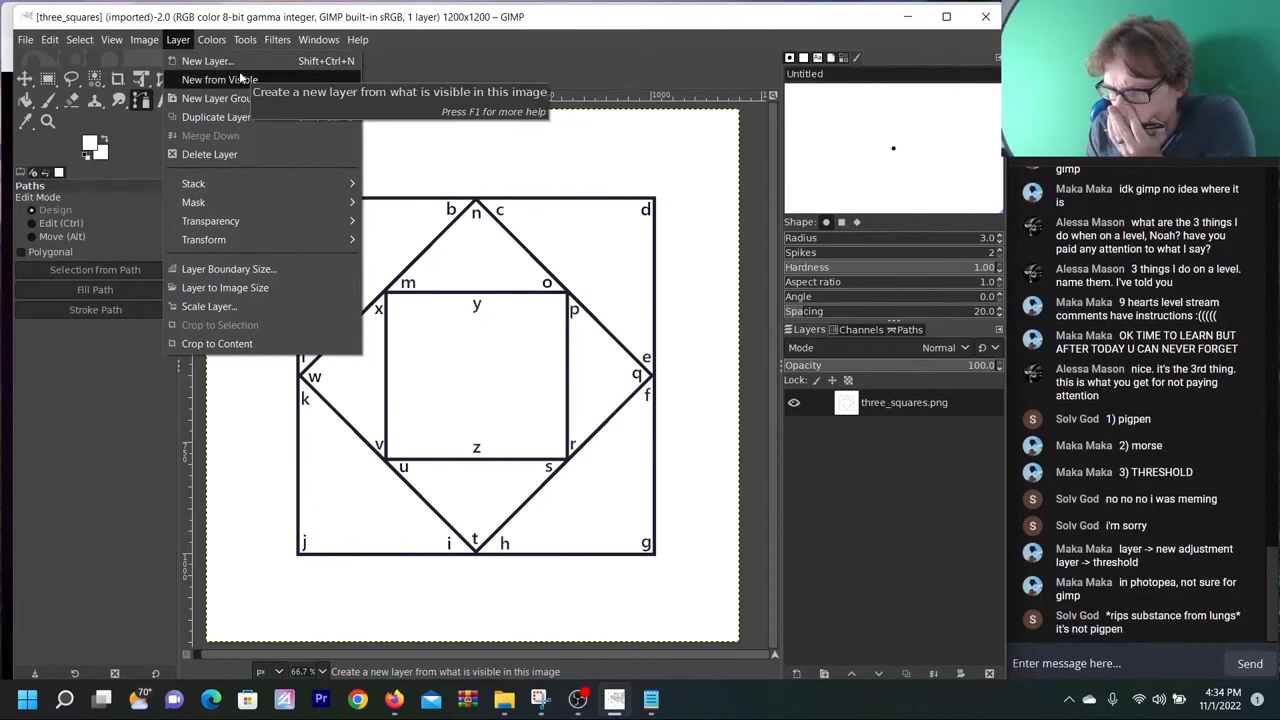 [three_squares] (imported)-2.0 (RGB color 8-bit gamma integer, GIMP built-in sRGB, 1 layer) 1200x1200 – GIMP
File Edit Select View Image Layer Colors Tools Filters Windows Help
New Layer... Shift+Ctrl+N
New from Visible
Create a new layer from what is visible in this image
Press F1 for more help
New Layer Grou
Duplicate Layer
Merge Down
Delete Layer
Stack
Mask
Transparency
Transform
Layer Boundary Size...
Layer to Image Size
Scale Layer...
Crop to Selection
Crop to Content
Paths
Edit Mode
Design
Edit (Ctrl)
Move (Alt)
Polygonal
Selection from Path
Fill Path
Stroke Path
1000
b n c d
m o
x y p
e
w q
k f
v z r
u s
j i t h g
px 66.7 % Create a new layer from what is visible in this image
Untitled
Shape:
Radius 3.0
Spikes 2
Hardness 1.00
Aspect ratio 1.0
Angle 0.0
Spacing 20.0
Layers Channels Paths
Mode Normal
Opacity 100.0
Lock:
three_squares.png
gimp
Maka Maka idk gimp no idea where it
is
Alessa Mason what are the 3 things I
do when on a level, Noah? have you
paid any attention to what I say?
Alessa Mason 3 things I do on a level.
name them. I've told you
Maka Maka 9 hearts level stream
comments have instructions :(((((
Maka Maka OK TIME TO LEARN BUT
AFTER TODAY U CAN NEVER FORGET
Alessa Mason nice. it's the 3rd thing.
this is what you get for not paying
attention
S Solv God 1) pigpen
Maka Maka 2) morse
Maka Maka 3) THRESHOLD
S Solv God no no no i was meming
S Solv God i'm sorry
Maka Maka layer -> new adjustment
layer -> threshold
Maka Maka in photopea, not sure for
gimp
S Solv God *rips substance from lungs*
it's not pigpen
Enter message here... Send
70°
Pr
4:34 PM
11/1/2022